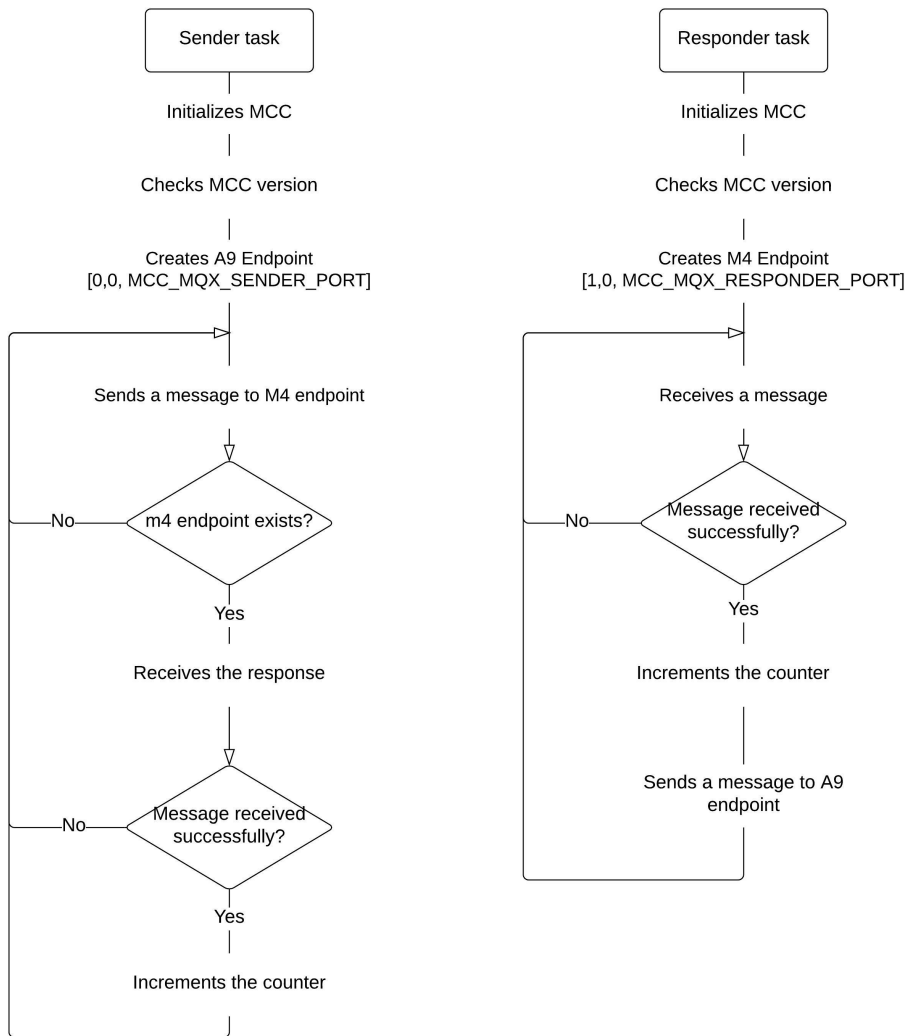 Sender task
Initializes MCC
Checks MCC version
Creates A9 Endpoint
[0,0, MCC_MQX_SENDER_PORT]
Sends a message to M4 endpoint
m4 endpoint exists?
No
Yes
Receives the response
Message received
successfully?
No
Yes
Increments the counter
Responder task
Initializes MCC
Checks MCC version
Creates M4 Endpoint
[1,0, MCC_MQX_RESPONDER_PORT]
Receives a message
Message received
successfully?
No
Yes
Increments the counter
Sends a message to A9
endpoint